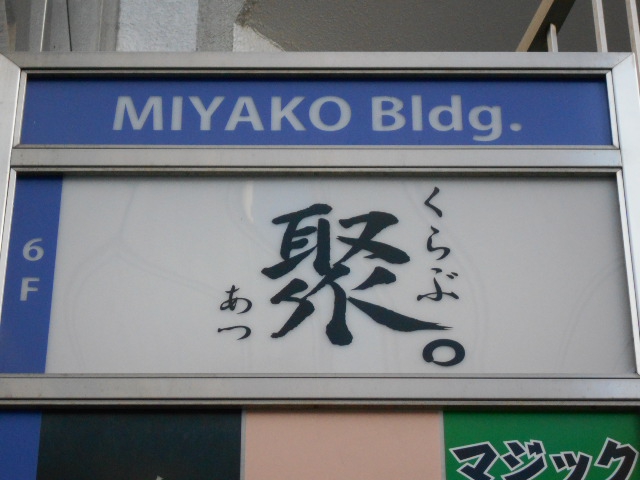 MIYAKO Bldg.
6F
くらぶ
聚。
あつ
マジック